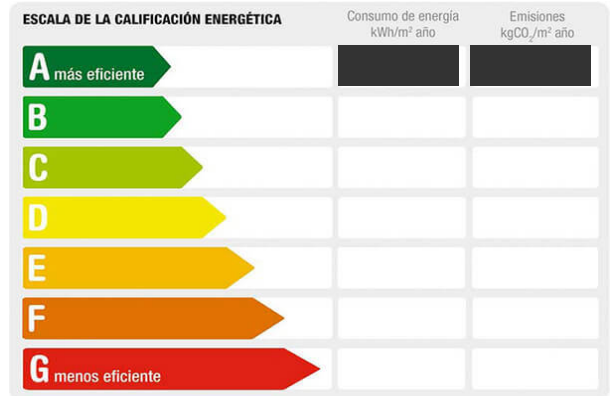 ESCALA DE LA CALIFICACIÓN ENERGÉTICA
Consumo de energía
kWh/m² año
Emisiones
kgCO₂/m² año
A más eficiente
B
C
D
E
F
G menos eficiente